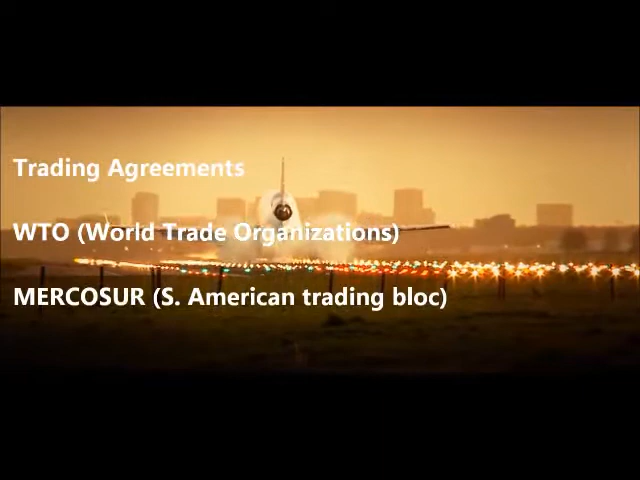 Trading Agreements
WTO (World Trade Organizations)
MERCOSUR (S. American trading bloc)